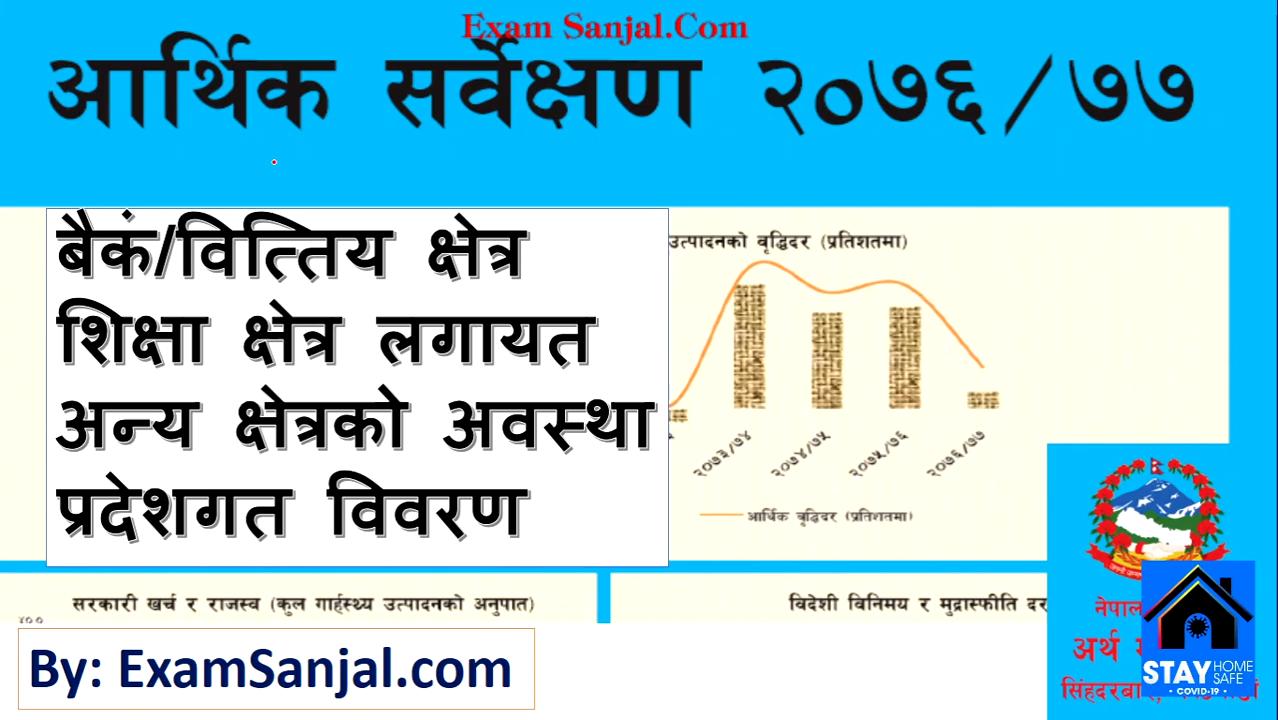 Exam Sanjal.Com
आर्थिक सर्वेक्षण २०७६/७७
बैकं/वित्तिय क्षेत्र
शिक्षा क्षेत्र लगायत
अन्य क्षेत्रको अवस्था
प्रदेशगत विवरण
उत्पादनको वृद्धिदर (प्रतिशतमा)
२०७३/७४
२०७४/७५
२०७५/७६
२०७६/७७
आर्थिक वृद्धिदर (प्रतिशतमा)
सरकारी खर्च र राजस्व (कुल गार्हस्थ्य उत्पादनको अनुपात)
विदेशी विनिमय र मुद्रास्फीति दर
नेपाल
अर्थ
सिंहदरबार,
STAY HOME
SAFE
COVID-19
By: ExamSanjal.com